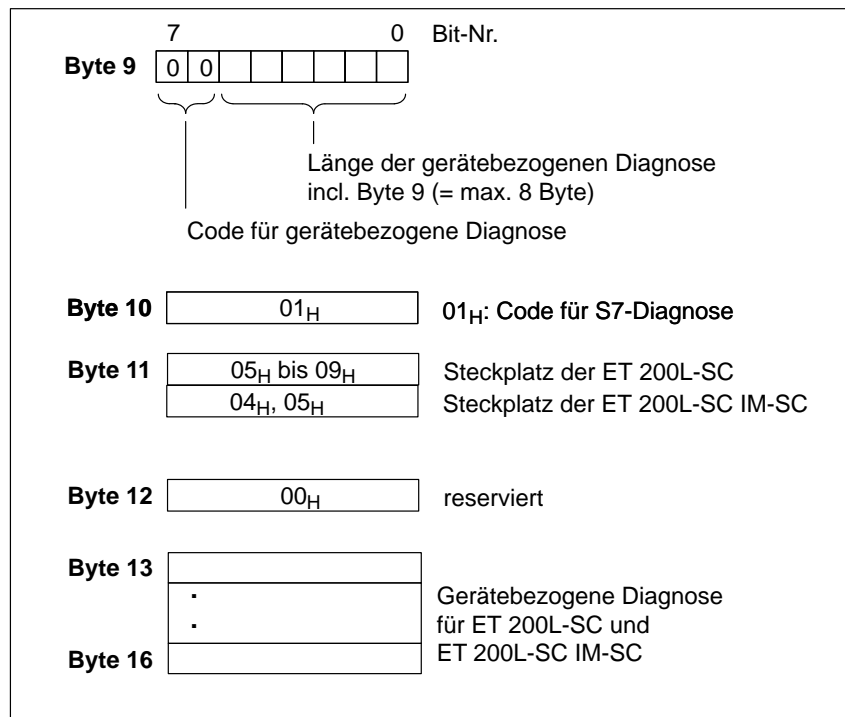 7 0 Bit-Nr.
Byte 9 0 0
Länge der gerätebezogenen Diagnose
incl. Byte 9 (= max. 8 Byte)
Code für gerätebezogene Diagnose
Byte 10 01H 01H: Code für S7-Diagnose
Byte 11 05H bis 09H Steckplatz der ET 200L-SC
04H, 05H Steckplatz der ET 200L-SC IM-SC
Byte 12 00H reserviert
Byte 13
Gerätebezogene Diagnose
für ET 200L-SC und
Byte 16 ET 200L-SC IM-SC